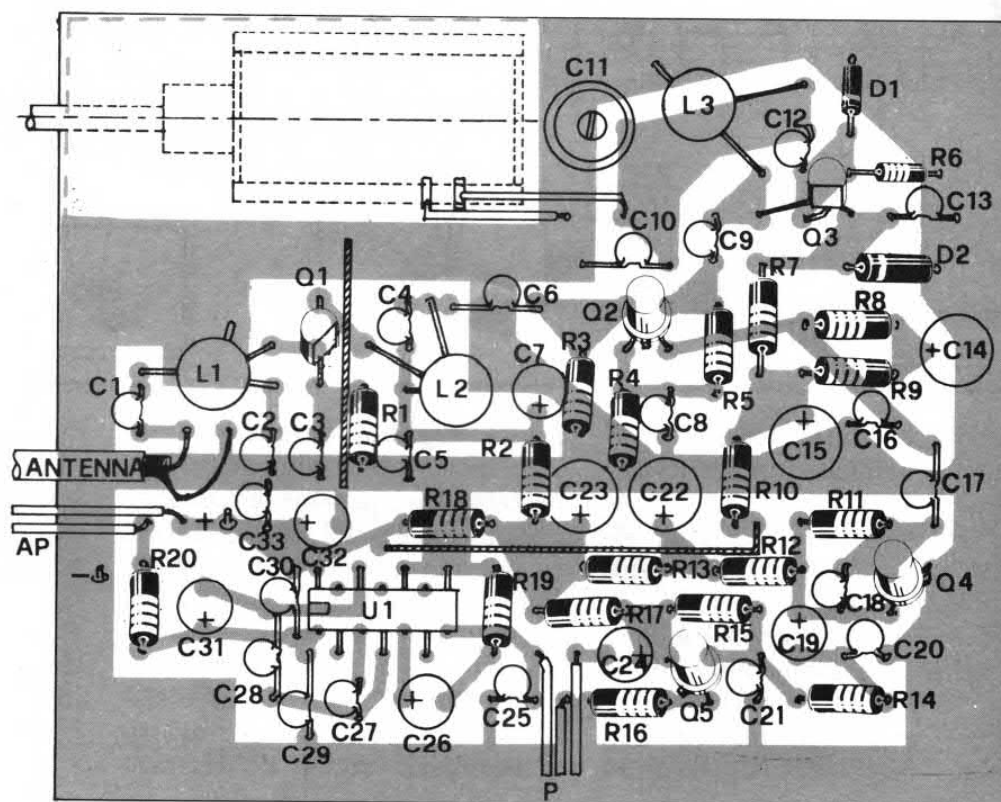 C11
L3
D1
C12
R6
C13
Q3
C10
C9
D2
Q1
C4
C6
Q2
R7
R8
+ C14
L1
L2
R3
C7
+
R4
R5
R9
C1
C2
C3
R1
C5
R2
C8
C15
+
C16
ANTENNA
C23
+
C22
+
R10
C17
AP
+
C33
+
C32
R18
R11
R12
-
R20
C30
R19
R13
Q4
+
C31
U1
R17
R15
C18
+
C19
C20
C28
C24
+
Q5
C21
R14
C29
C27
+
C26
C25
R16
P